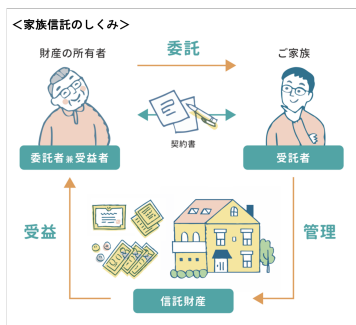 ＜家族信託のしくみ＞
財産の所有者
委託
ご家族
契約書
委託者兼受益者
受託者
受益
管理
信託財産